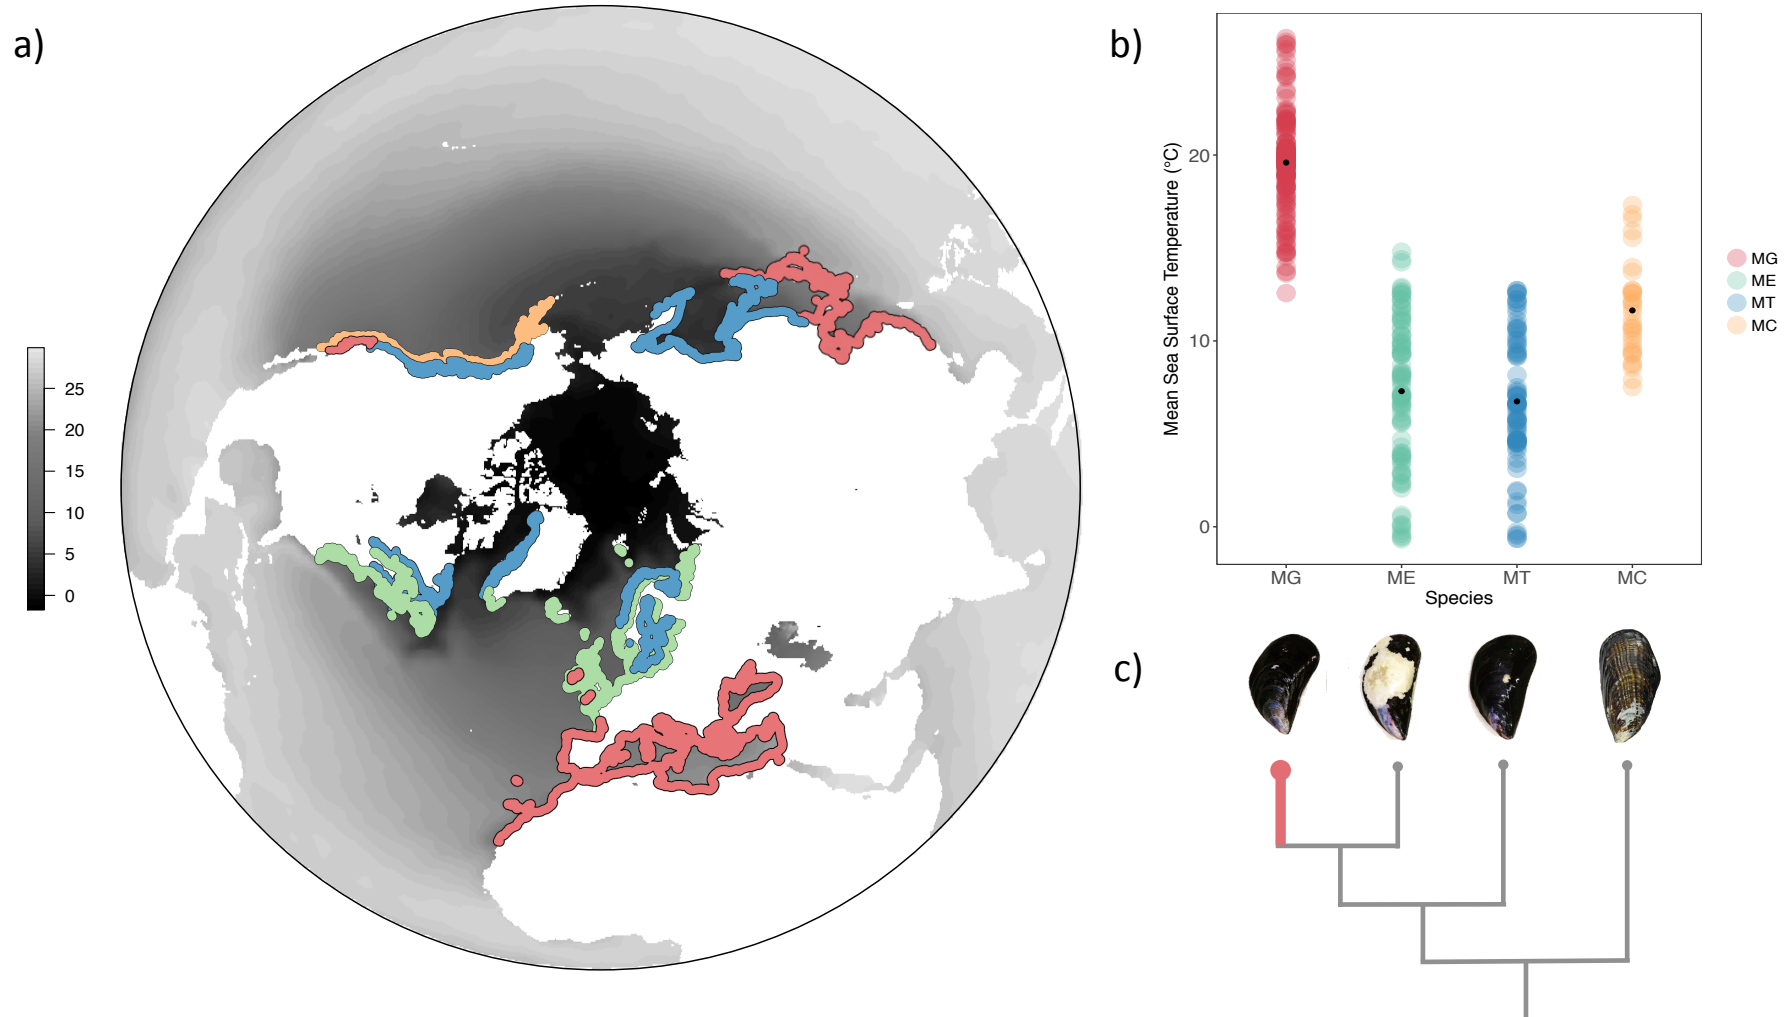 a)
25
20
15
10
5
0
b)
Mean Sea Surface Temperature (°C)
20
10
0
MG ME MT MC
Species
MG
ME
MT
MC
c)